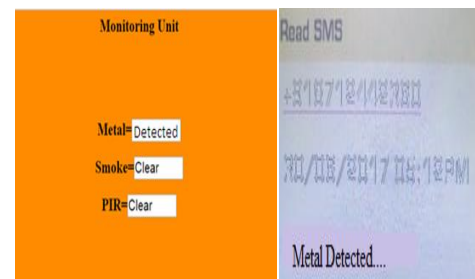 Monitoring Unit
Metal= Detected
Smoke= Clear
PIR= Clear
Read SMS
Metal Detected....